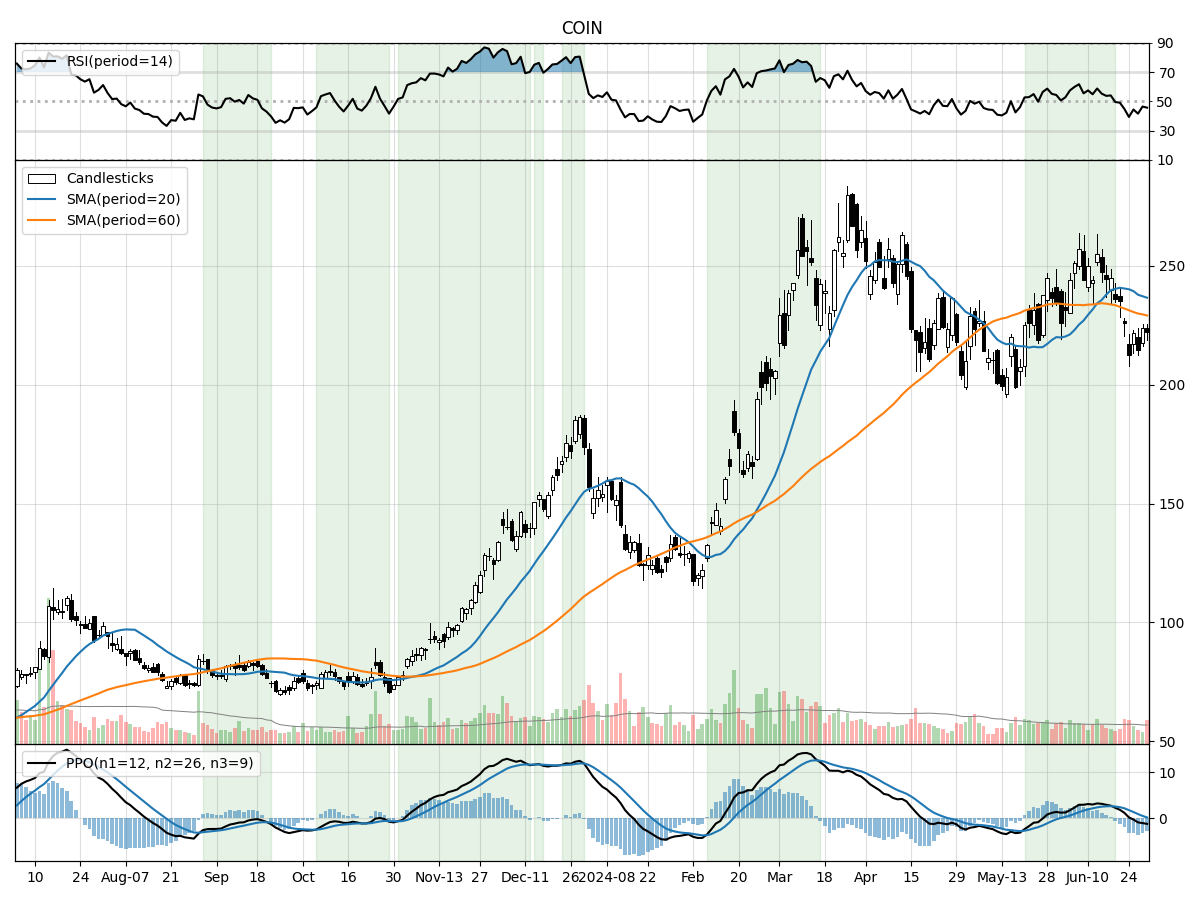 COIN
RSI(period=14)
90
70
50
30
10
Candlesticks
SMA(period=20)
SMA(period=60)
250
200
150
100
50
PPO(n1=12, n2=26, n3=9)
10
0
10 24 Aug-07 21 Sep 18 Oct 16 30 Nov-13 27 Dec-11 26 2024-08 22 Feb 20 Mar 18 Apr 15 29 May-13 28 Jun-10 24